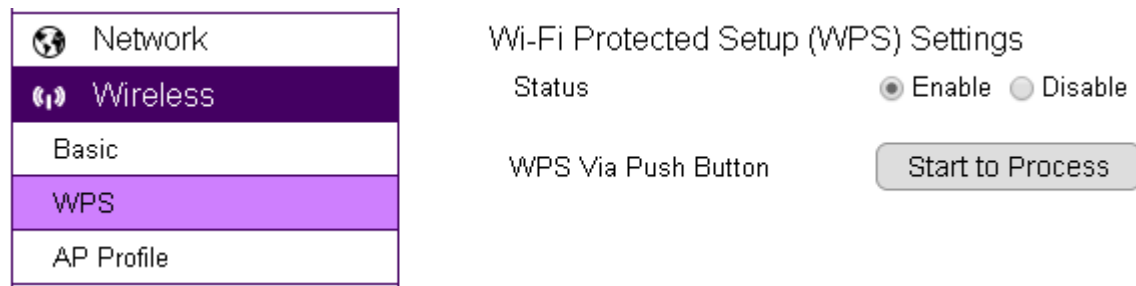 Network
Wireless
Basic
WPS
AP Profile
Wi-Fi Protected Setup (WPS) Settings
Status Enable Disable
WPS Via Push Button Start to Process